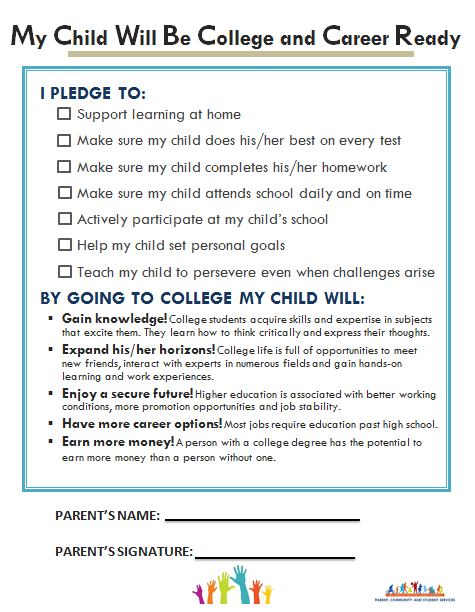 My Child Will Be College and Career Ready
I PLEDGE TO:
Support learning at home
Make sure my child does his/her best on every test
Make sure my child completes his/her homework
Make sure my child attends school daily and on time
Actively participate at my child's school
Help my child set personal goals
Teach my child to persevere even when challenges arise
BY GOING TO COLLEGE MY CHILD WILL:
▪ Gain knowledge! College students acquire skills and expertise in subjects
that excite them. They learn how to think critically and express their thoughts.
▪ Expand his/her horizons! College life is full of opportunities to meet
new friends, interact with experts in numerous fields and gain hands-on
learning and work experiences.
▪ Enjoy a secure future! Higher education is associated with better working
conditions, more promotion opportunities and job stability.
▪ Have more career options! Most jobs require education past high school.
▪ Earn more money! A person with a college degree has the potential to
earn more money than a person without one.
PARENT'S NAME:
PARENT'S SIGNATURE:
PARENT, COMMUNITY AND STUDENT SERVICES